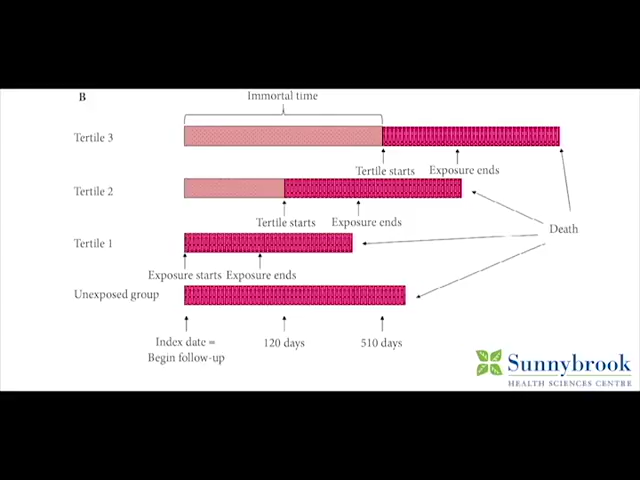 B
Immortal time
Tertile 3
Tertile starts
Exposure ends
Tertile 2
Tertile starts
Exposure ends
Death
Tertile 1
Exposure starts
Exposure ends
Unexposed group
Index date =
Begin follow-up
120 days
510 days
Sunnybrook
HEALTH SCIENCES CENTRE